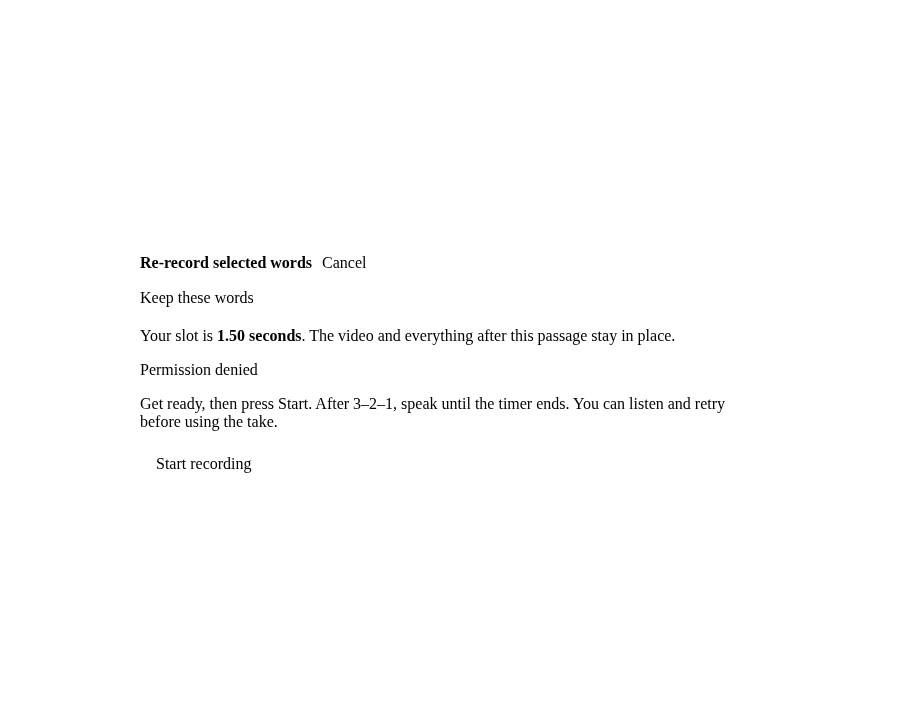 Re-record selected words Cancel
Keep these words
Your slot is 1.50 seconds. The video and everything after this passage stay in place.
Permission denied
Get ready, then press Start. After 3–2–1, speak until the timer ends. You can listen and retry
before using the take.
Start recording